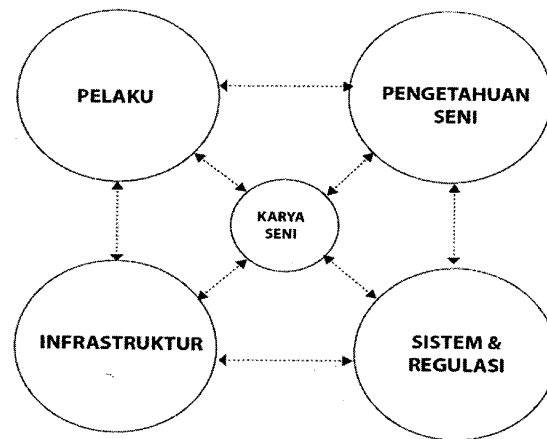 PELAKU
PENGETAHUAN
SENI
KARYA
SENI
INFRASTRUKTUR
SISTEM &
REGULASI